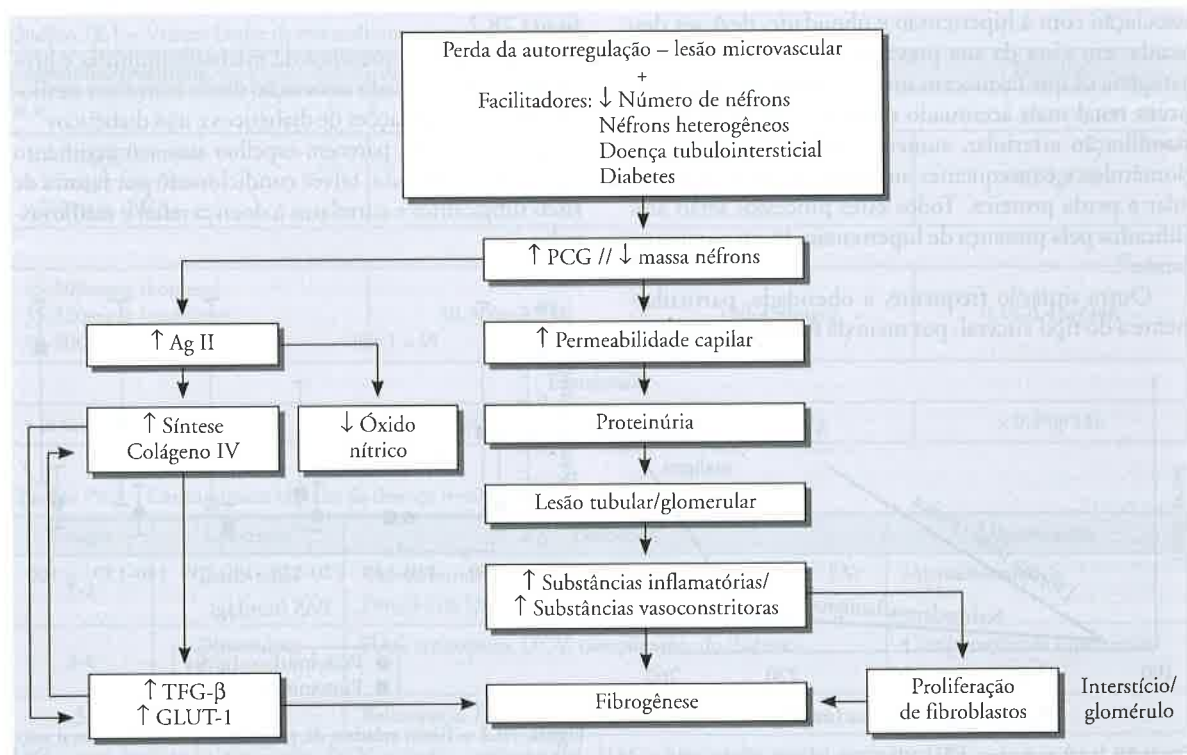 Perda da autorregulação – lesão microvascular
+
Facilitadores: ↓ Número de néfrons
Néfrons heterogêneos
Doença tubulointersticial
Diabetes
↑ PCG // ↓ massa néfrons
↑ Ag II
↑ Permeabilidade capilar
↑ Síntese
Colágeno IV
↓ Óxido
nítrico
Proteinúria
Lesão tubular/glomerular
↑ Substâncias inflamatórias/
↑ Substâncias vasoconstritoras
↑ TFG-β
↑ GLUT-1
Fibrogênese
Proliferação
de fibroblastos
Interstício/
glomérulo